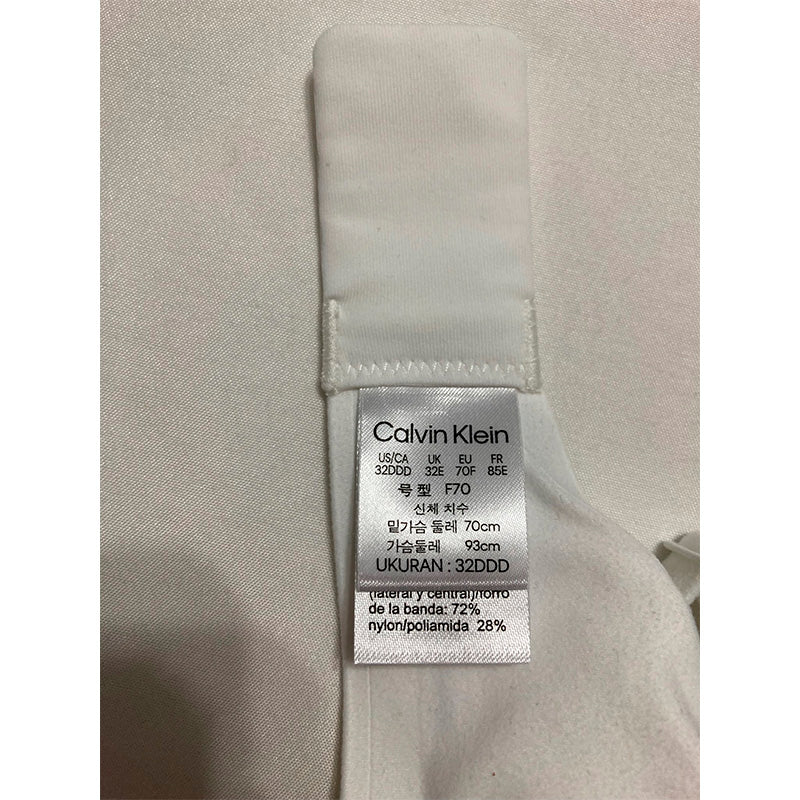 Calvin Klein
US/CA UK EU FR
32DDD 32E 70F 85E
号型 F70
신체 치수
밑가슴 둘레 70cm
가슴둘레 93cm
UKURAN : 32DDD
(lateral y central)/forro
de la banda: 72%
nylon/poliamida 28%